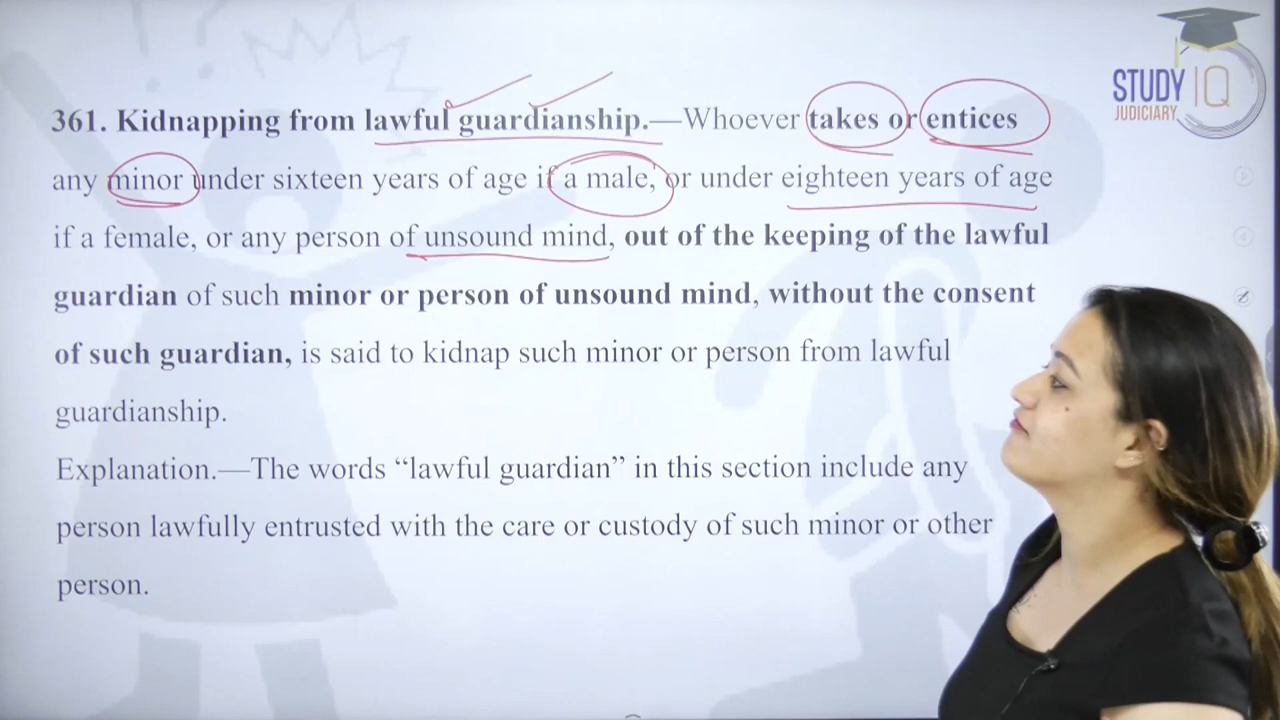 361. Kidnapping from lawful guardianship.—Whoever takes or entices
any minor under sixteen years of age if a male, or under eighteen years of age
if a female, or any person of unsound mind, out of the keeping of the lawful
guardian of such minor or person of unsound mind, without the consent
of such guardian, is said to kidnap such minor or person from lawful
guardianship.
Explanation.—The words “lawful guardian” in this section include any
person lawfully entrusted with the care or custody of such minor or other
person.
STUDY IQ
JUDICIARY